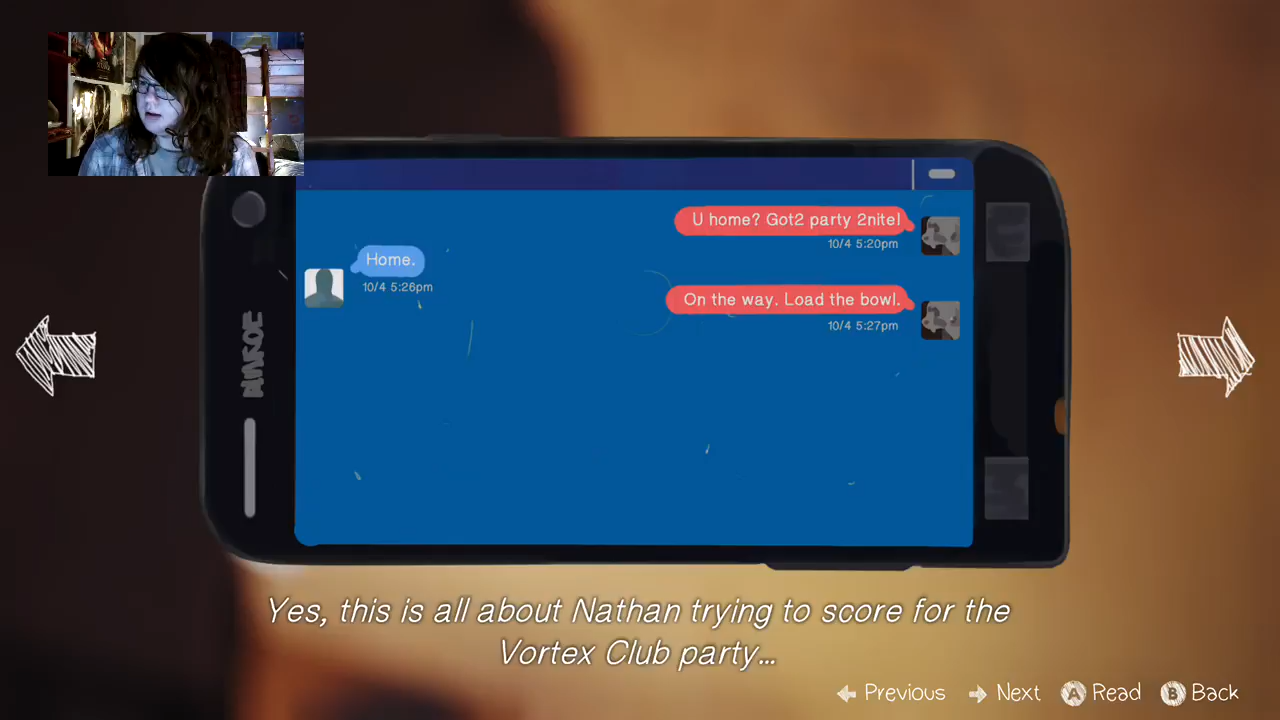 U home? Got2 party 2nite!
10/4 5:20pm
Home.
10/4 5:26pm
On the way. Load the bowl.
10/4 5:27pm
Yes, this is all about Nathan trying to score for the
Vortex Club party...
Previous Next A Read B Back